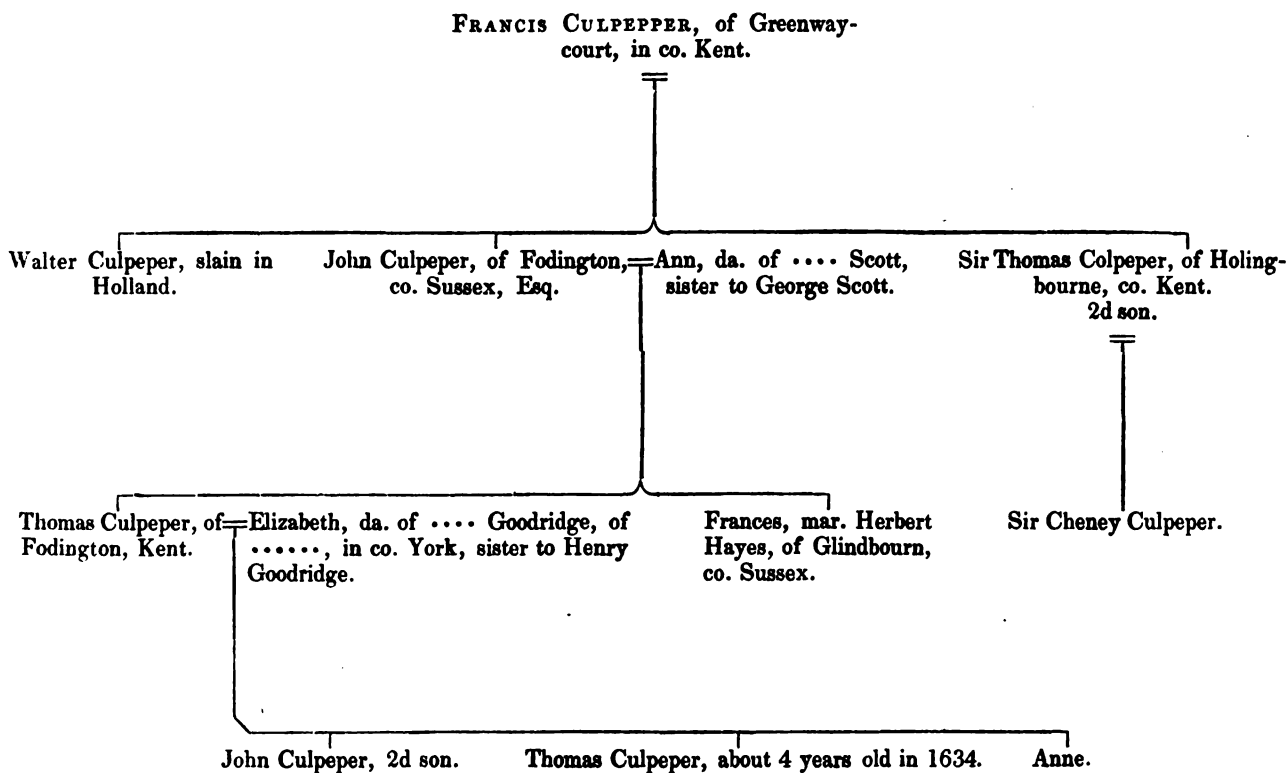 FRANCIS CULPEPPER, of Greenway-
court, in co. Kent.
Walter Culpeper, slain in
Holland.
John Culpeper, of Fodington,
co. Sussex, Esq.
Ann, da. of .... Scott,
sister to George Scott.
Sir Thomas Colpeper, of Holing-
bourne, co. Kent.
2d son.
Thomas Culpeper, of
Fodington, Kent.
Elizabeth, da. of .... Goodridge, of
......, in co. York, sister to Henry
Goodridge.
Frances, mar. Herbert
Hayes, of Glindbourn,
co. Sussex.
Sir Cheney Culpeper.
John Culpeper, 2d son.
Thomas Culpeper, about 4 years old in 1634.
Anne.